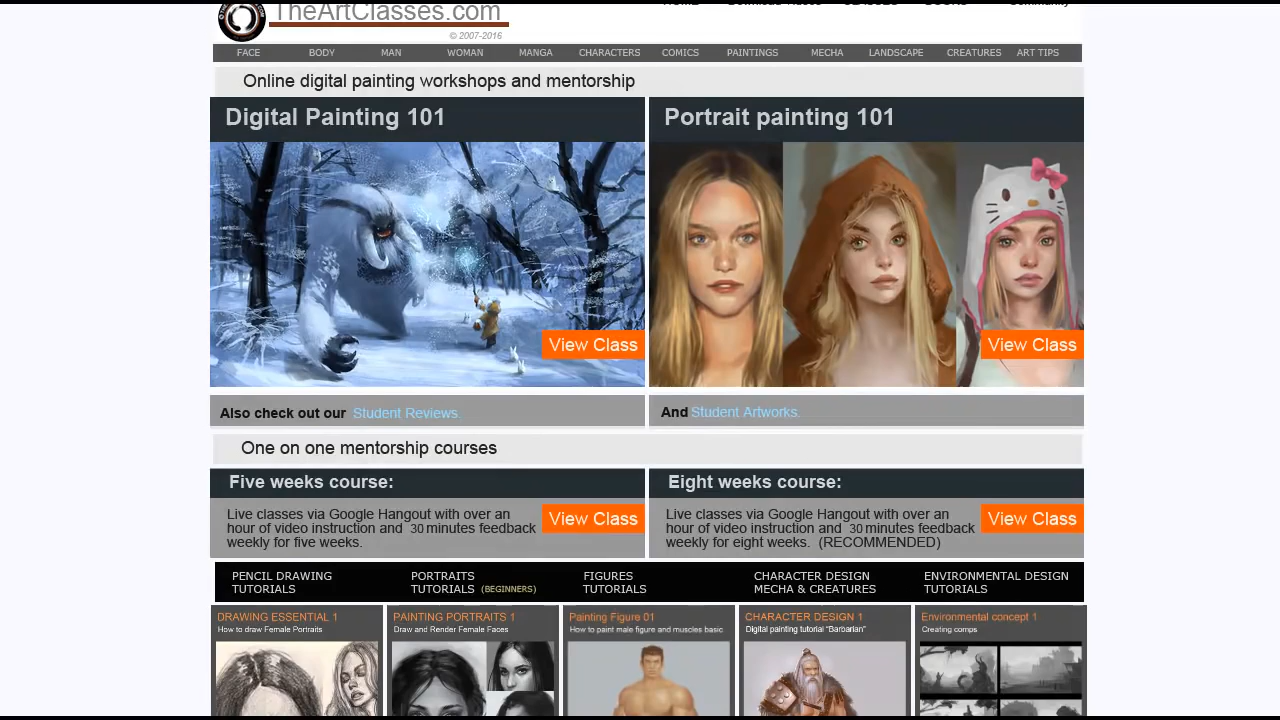 TheArtClasses.com
© 2007-2016
FACE BODY MAN WOMAN MANGA CHARACTERS COMICS PAINTINGS MECHA LANDSCAPE CREATURES ART TIPS
Online digital painting workshops and mentorship
Digital Painting 101
Portrait painting 101
View Class
View Class
Also check out our Student Reviews.
And Student Artworks.
One on one mentorship courses
Five weeks course:
Live classes via Google Hangout with over an
hour of video instruction and 30 minutes feedback
weekly for five weeks.
View Class
Eight weeks course:
Live classes via Google Hangout with over an
hour of video instruction and 30 minutes feedback
weekly for eight weeks. (RECOMMENDED)
View Class
PENCIL DRAWING
TUTORIALS
PORTRAITS
TUTORIALS (BEGINNERS)
FIGURES
TUTORIALS
CHARACTER DESIGN
MECHA & CREATURES
ENVIRONMENTAL DESIGN
TUTORIALS
DRAWING ESSENTIAL 1
How to draw Female Portraits
PAINTING PORTRAITS 1
Draw and Render Female Faces
Painting Figure 01
How to paint male figure and muscles basic
CHARACTER DESIGN 1
Digital painting tutorial "Barbarian"
Environmental concept 1
Creating comps